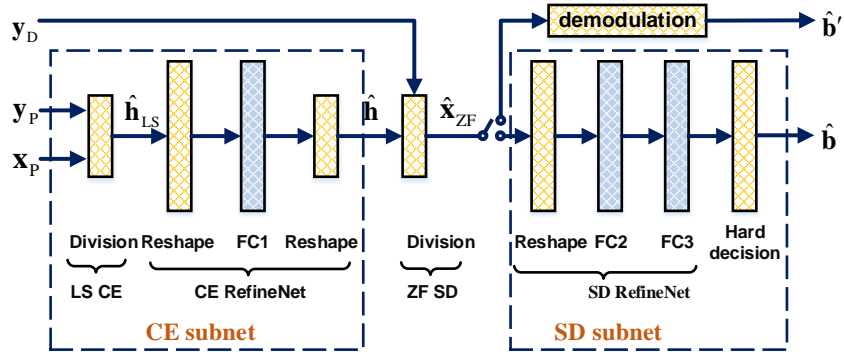 y_D
demodulation
b̂′
y_P
x_P
ĥ_LS
ĥ
x̂_ZF
b̂
Division
Reshape
FC1
Reshape
Division
Reshape
FC2
FC3
Hard decision
LS CE
CE RefineNet
ZF SD
SD RefineNet
CE subnet
SD subnet